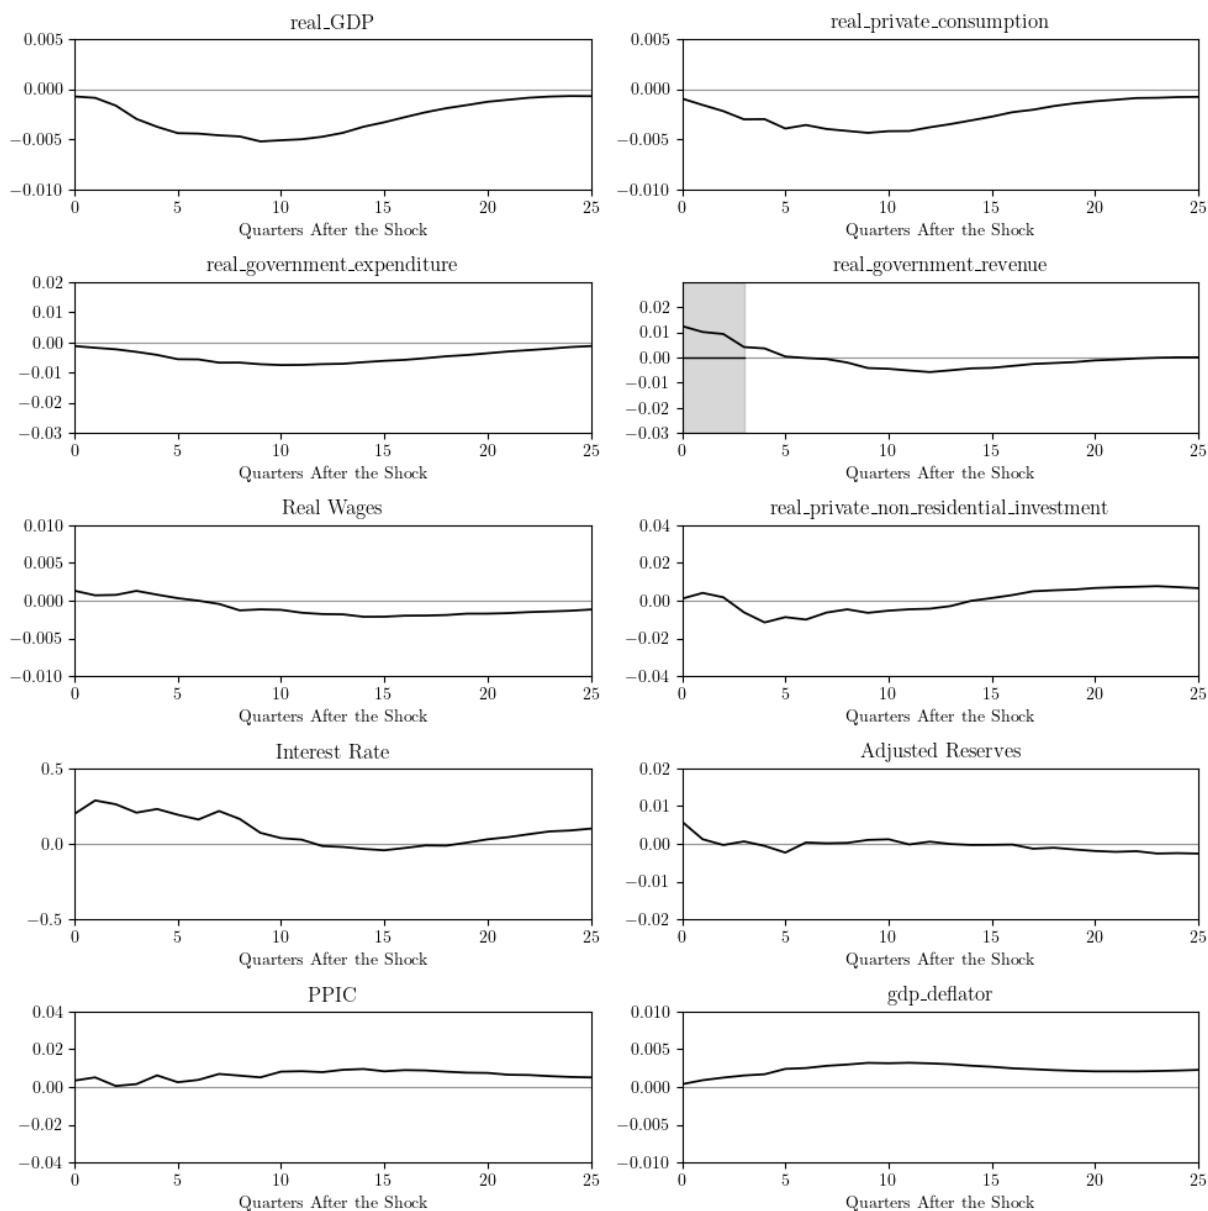 real_GDP
0.005
0.000
−0.005
−0.010
0 5 10 15 20 25
Quarters After the Shock
real_private_consumption
0.005
0.000
−0.005
−0.010
0 5 10 15 20 25
Quarters After the Shock
real_government_expenditure
0.02
0.01
0.00
−0.01
−0.02
−0.03
0 5 10 15 20 25
Quarters After the Shock
real_government_revenue
0.02
0.01
0.00
−0.01
−0.02
−0.03
0 5 10 15 20 25
Quarters After the Shock
Real Wages
0.010
0.005
0.000
−0.005
−0.010
0 5 10 15 20 25
Quarters After the Shock
real_private_non_residential_investment
0.04
0.02
0.00
−0.02
−0.04
0 5 10 15 20 25
Quarters After the Shock
Interest Rate
0.5
0.0
−0.5
0 5 10 15 20 25
Quarters After the Shock
Adjusted Reserves
0.02
0.01
0.00
−0.01
−0.02
0 5 10 15 20 25
Quarters After the Shock
PPIC
0.04
0.02
0.00
−0.02
−0.04
0 5 10 15 20 25
Quarters After the Shock
gdp_deflator
0.010
0.005
0.000
−0.005
−0.010
0 5 10 15 20 25
Quarters After the Shock